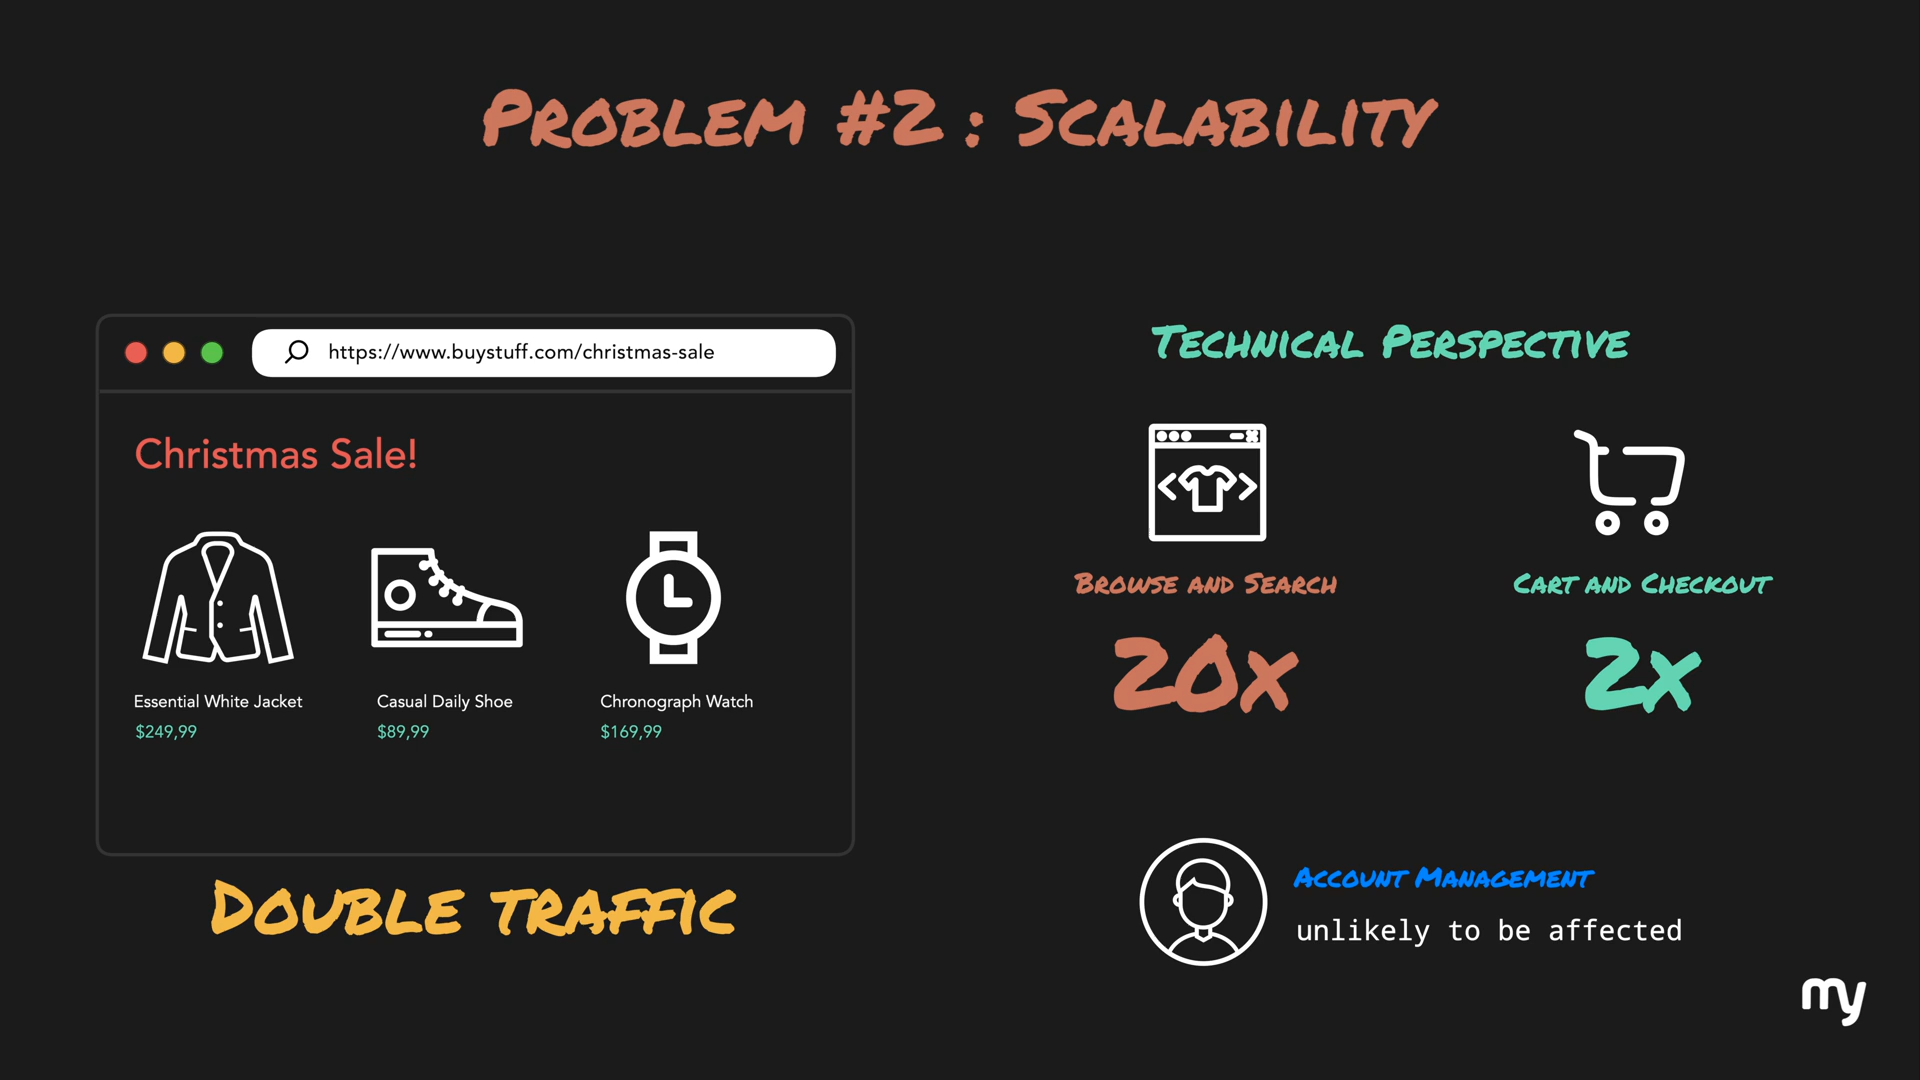 Problem #2 : Scalability
https://www.buystuff.com/christmas-sale
Christmas Sale!
Essential White Jacket
$249,99
Casual Daily Shoe
$89,99
Chronograph Watch
$169,99
Double traffic
Technical Perspective
Browse and Search
20x
Cart and Checkout
2x
Account Management
unlikely to be affected
my